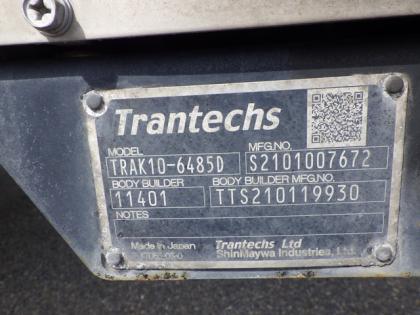 Trantechs
MODEL MFG.NO.
TRAK10-6485D S2101007672
BODY BUILDER BODY BUILDER MFG.NO.
11401 TTS210119930
NOTES
Made in Japan Trantechs Ltd
ShinMaywa Industries, Ltd.